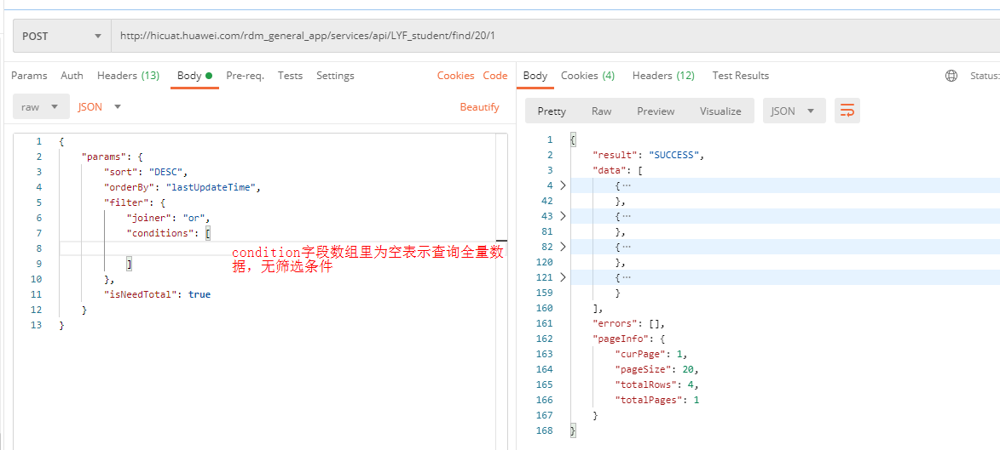 POST
http://hicuat.huawei.com/rdm_general_app/services/api/LYF_student/find/20/1
Params Auth Headers (13) Body Pre-req. Tests Settings Cookies Code
raw JSON Beautify
1 {
2 "params": {
3 "sort": "DESC",
4 "orderBy": "lastUpdateTime",
5 "filter": {
6 "joiner": "or",
7 "conditions": [
8
9 ]
10 },
11 "isNeedTotal": true
12 }
13 }
condition字段数组里为空表示查询全量数
据，无筛选条件
Body Cookies (4) Headers (12) Test Results Status:
Pretty Raw Preview Visualize JSON
1 {
2 "result": "SUCCESS",
3 "data": [
4 {…
42 },
43 {…
81 },
82 {…
120 },
121 {…
159 }
160 ],
161 "errors": [],
162 "pageInfo": {
163 "curPage": 1,
164 "pageSize": 20,
165 "totalRows": 4,
166 "totalPages": 1
167 }
168 }